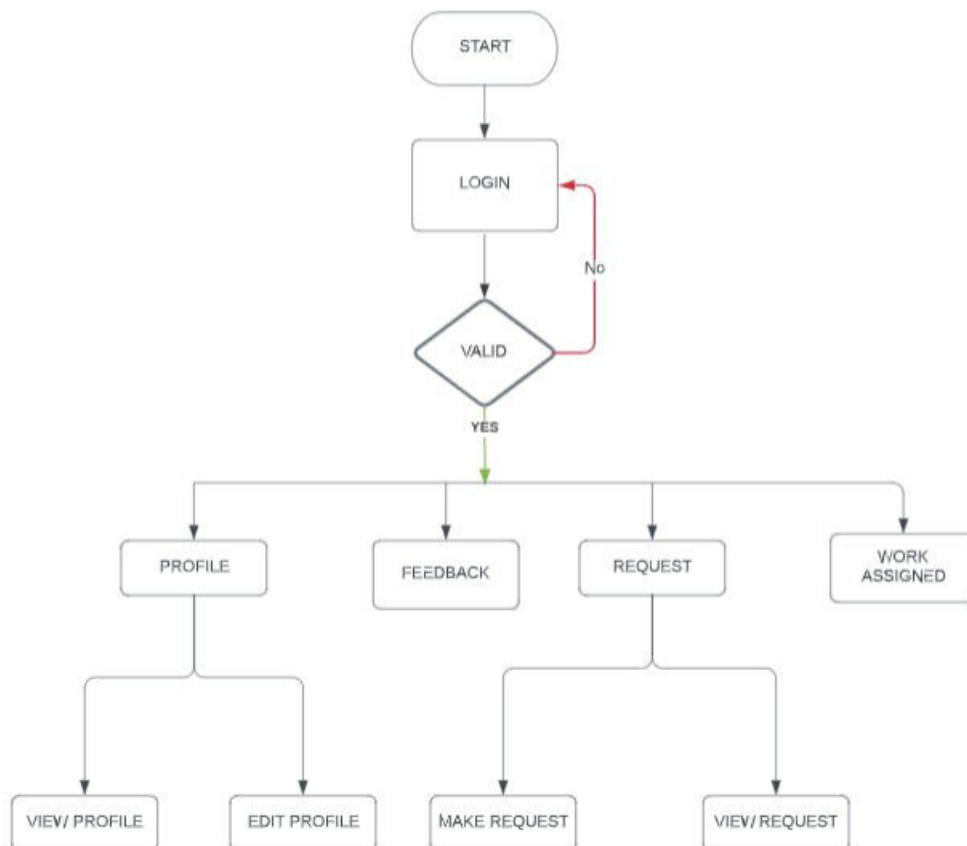 START
LOGIN
No
VALID
YES
PROFILE
FEEDBACK
REQUEST
WORK
ASSIGNED
VIEW/ PROFILE
EDIT PROFILE
MAKE REQUEST
VIEW/ REQUEST